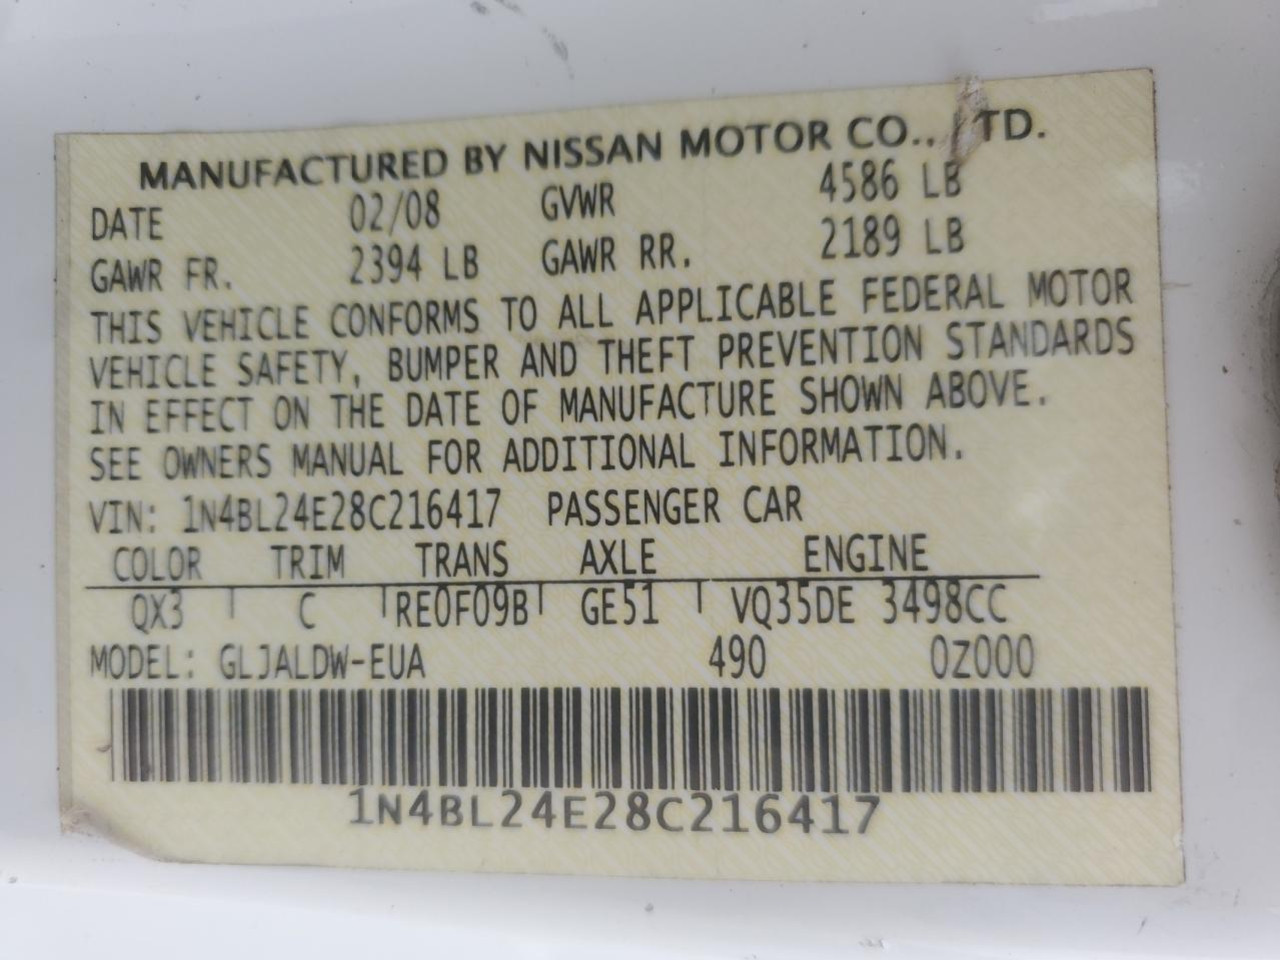 MANUFACTURED BY NISSAN MOTOR CO., LTD.
DATE 02/08 GVWR 4586 LB
GAWR FR. 2394 LB GAWR RR. 2189 LB
THIS VEHICLE CONFORMS TO ALL APPLICABLE FEDERAL MOTOR
VEHICLE SAFETY, BUMPER AND THEFT PREVENTION STANDARDS
IN EFFECT ON THE DATE OF MANUFACTURE SHOWN ABOVE.
SEE OWNERS MANUAL FOR ADDITIONAL INFORMATION.
VIN: 1N4BL24E28C216417 PASSENGER CAR
COLOR TRIM TRANS AXLE ENGINE
QX3 C RE0F09B GE51 VQ35DE 3498CC
MODEL: GLJALDW-EUA 490 0Z000
1N4BL24E28C216417